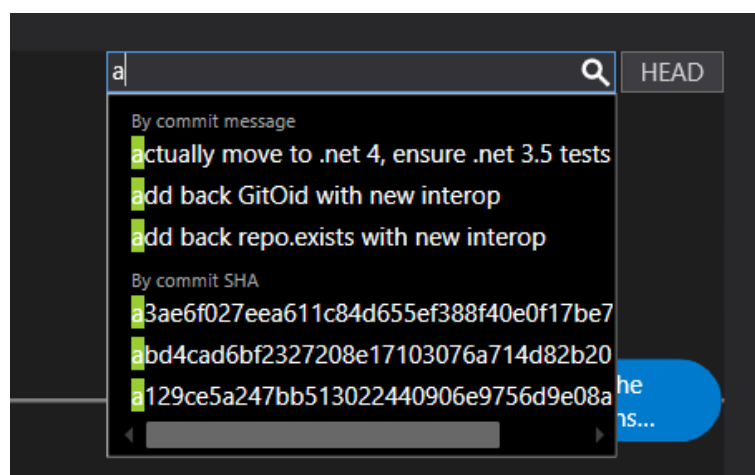 a
HEAD
By commit message
actually move to .net 4, ensure .net 3.5 tests
add back GitOid with new interop
add back repo.exists with new interop
By commit SHA
a3ae6f027eea611c84d655ef388f40e0f17be7
abd4cad6bf2327208e17103076a714d82b20
a129ce5a247bb513022440906e9756d9e08a